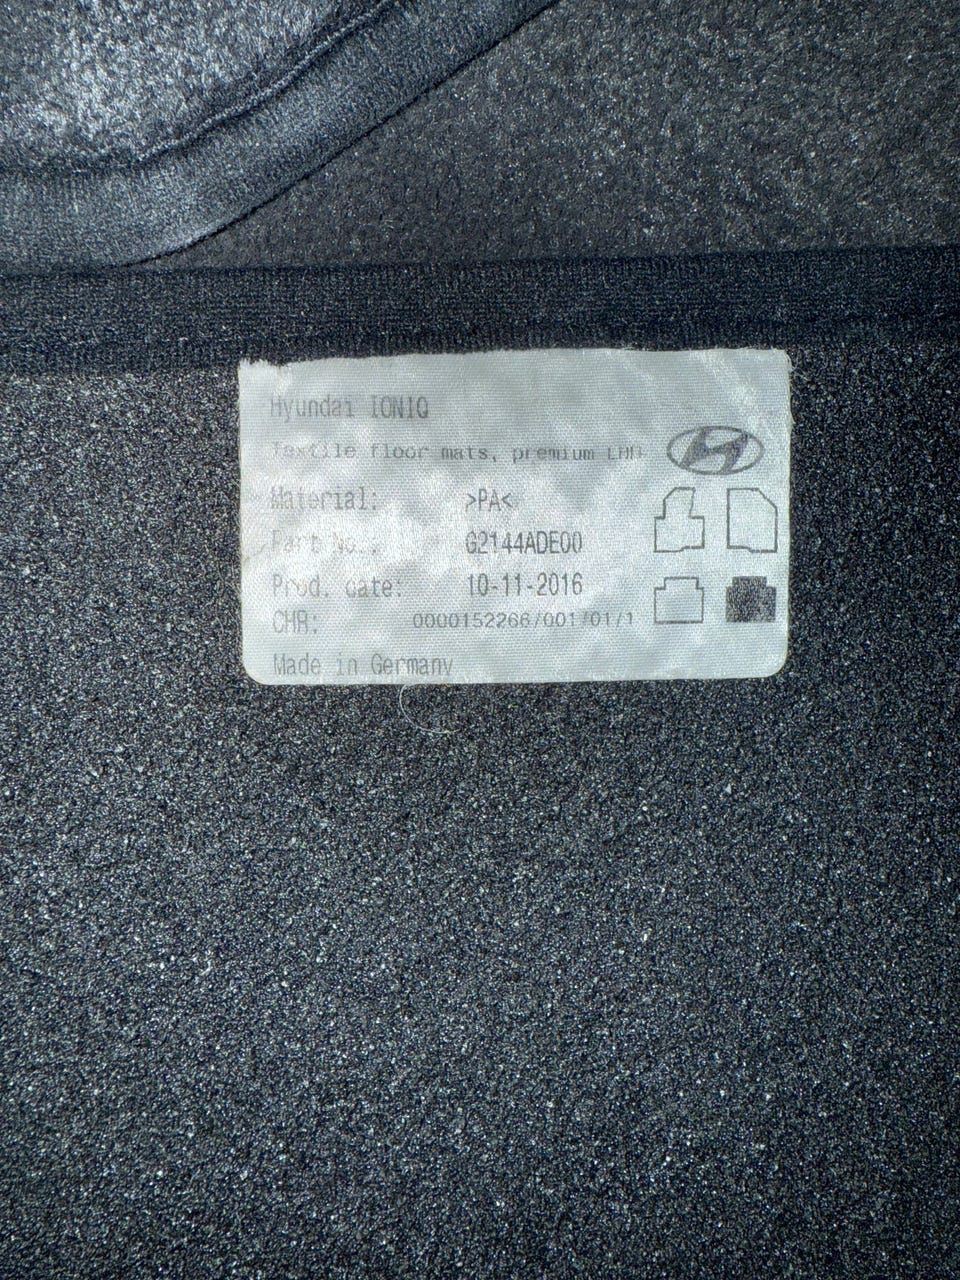 Hyundai IONIQ
Textile floor mats, premium LHD
Material: >PA<
Part No.: G2144ADE00
Prod. date: 10-11-2016
CHR: 0000152266/001/01/1
Made in Germany